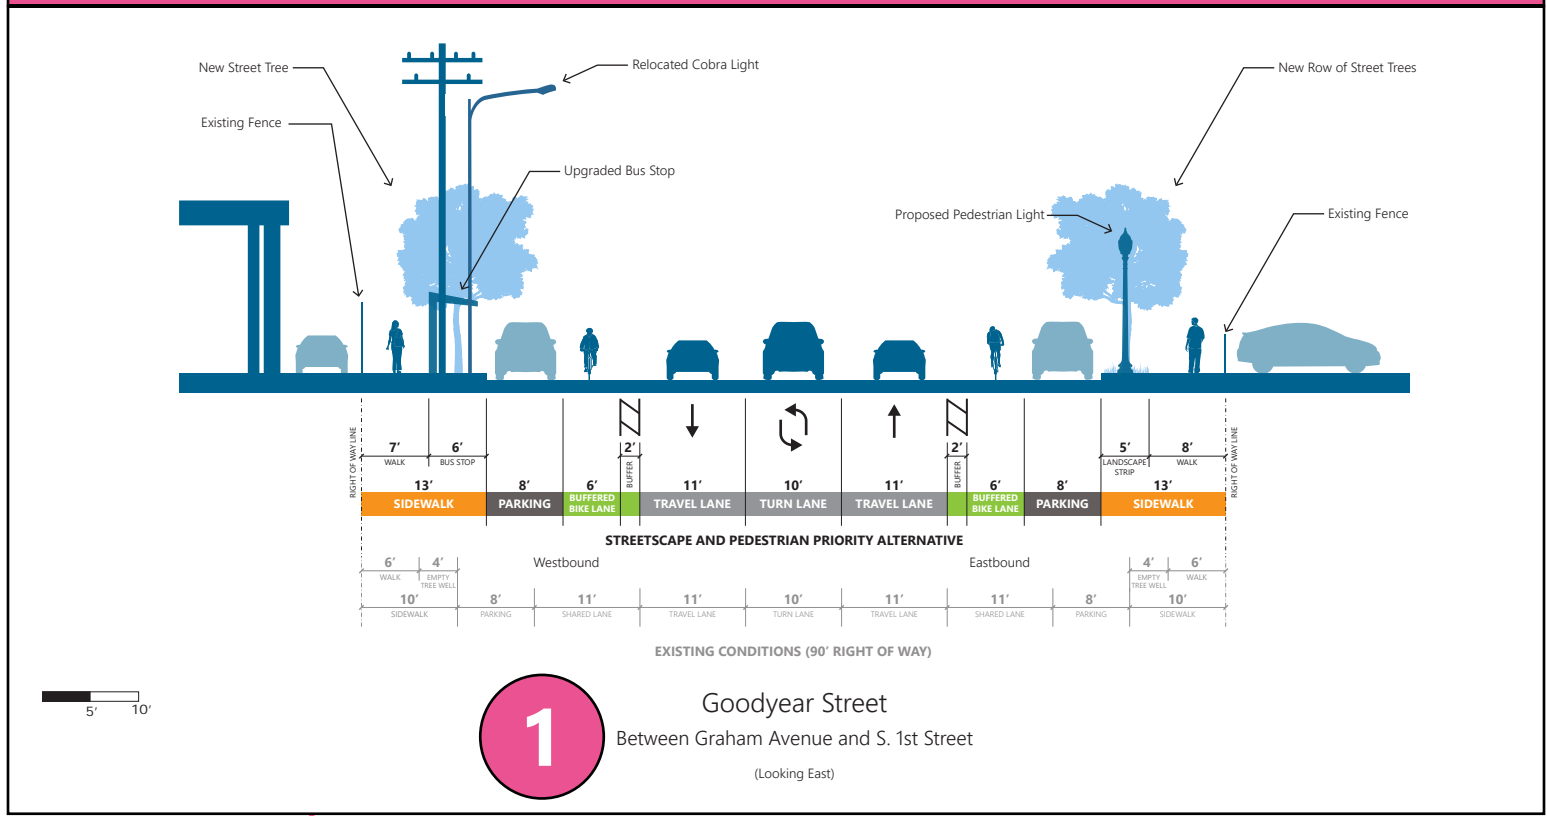 New Street Tree
Relocated Cobra Light
New Row of Street Trees
Existing Fence
Upgraded Bus Stop
Proposed Pedestrian Light
Existing Fence
RIGHT OF WAY LINE
7’
6’
2’
2’
5’
8’
WALK
BUS STOP
BUFFER
BUFFER
LANDSCAPE
STRIP
WALK
RIGHT OF WAY LINE
13’
8’
6’
11’
10’
11’
6’
8’
13’
SIDEWALK
PARKING
BUFFERED
BIKE LANE
TRAVEL LANE
TURN LANE
TRAVEL LANE
BUFFERED
BIKE LANE
PARKING
SIDEWALK
STREETSCAPE AND PEDESTRIAN PRIORITY ALTERNATIVE
Westbound
Eastbound
6’
4’
4’
6’
WALK
EMPTY
TREE WELL
EMPTY
TREE WELL
WALK
10’
8’
11’
11’
10’
11’
11’
8’
10’
SIDEWALK
PARKING
SHARED LANE
TRAVEL LANE
TURN LANE
TRAVEL LANE
SHARED LANE
PARKING
SIDEWALK
EXISTING CONDITIONS (90’ RIGHT OF WAY)
5’
10’
1
Goodyear Street
Between Graham Avenue and S. 1st Street
(Looking East)